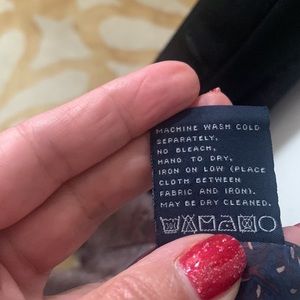 MACHINE WASH COLD
SEPARATELY,
NO BLEACH,
HANG TO DRY,
IRON ON LOW (PLACE
CLOTH BETWEEN
FABRIC AND IRON).
MAY BE DRY CLEANED.